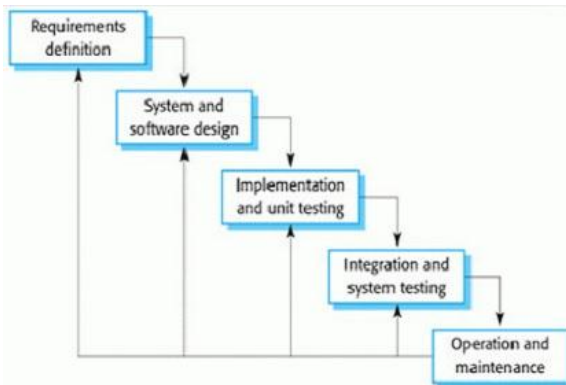 Requirements
definition
System and
software design
Implementation
and unit testing
Integration and
system testing
Operation and
maintenance